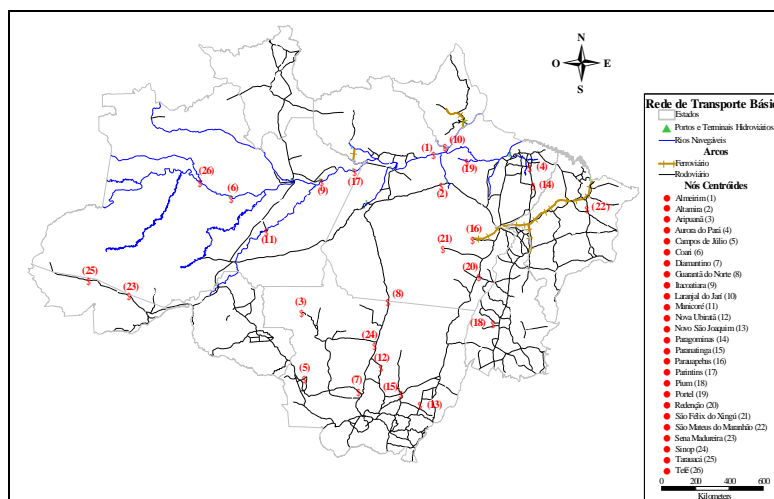 N
O E
S
(10)
(1)
(26)
(6)
(9)
(17)
(19)
(4)
(14)
(2)
(22)
(11)
(16)
(21)
(25)
(23)
(20)
(3)
(8)
(18)
(24)
(12)
(5)
(7)
(15)
(13)
Rede de Transporte Básic
Estados
Portos e Terminais Hidroviários
Rios Navegáveis
Arcos
Ferroviário
Rodoviário
Nós Centróides
Almeirim (1)
Altamira (2)
Aripuanã (3)
Aurora do Pará (4)
Campos de Júlio (5)
Coari (6)
Diamantino (7)
Guarantã do Norte (8)
Itacoatiara (9)
Laranjal do Jarí (10)
Manicoré (11)
Nova Ubiratã (12)
Novo São Joaquim (13)
Paragominas (14)
Paranatinga (15)
Parauapebas (16)
Parintins (17)
Pium (18)
Portel (19)
Redenção (20)
São Félix do Xingú (21)
São Mateus do Maranhão (22)
Sena Madureira (23)
Sinop (24)
Tarauacá (25)
Tefé (26)
0 200 400 600
Kilometers